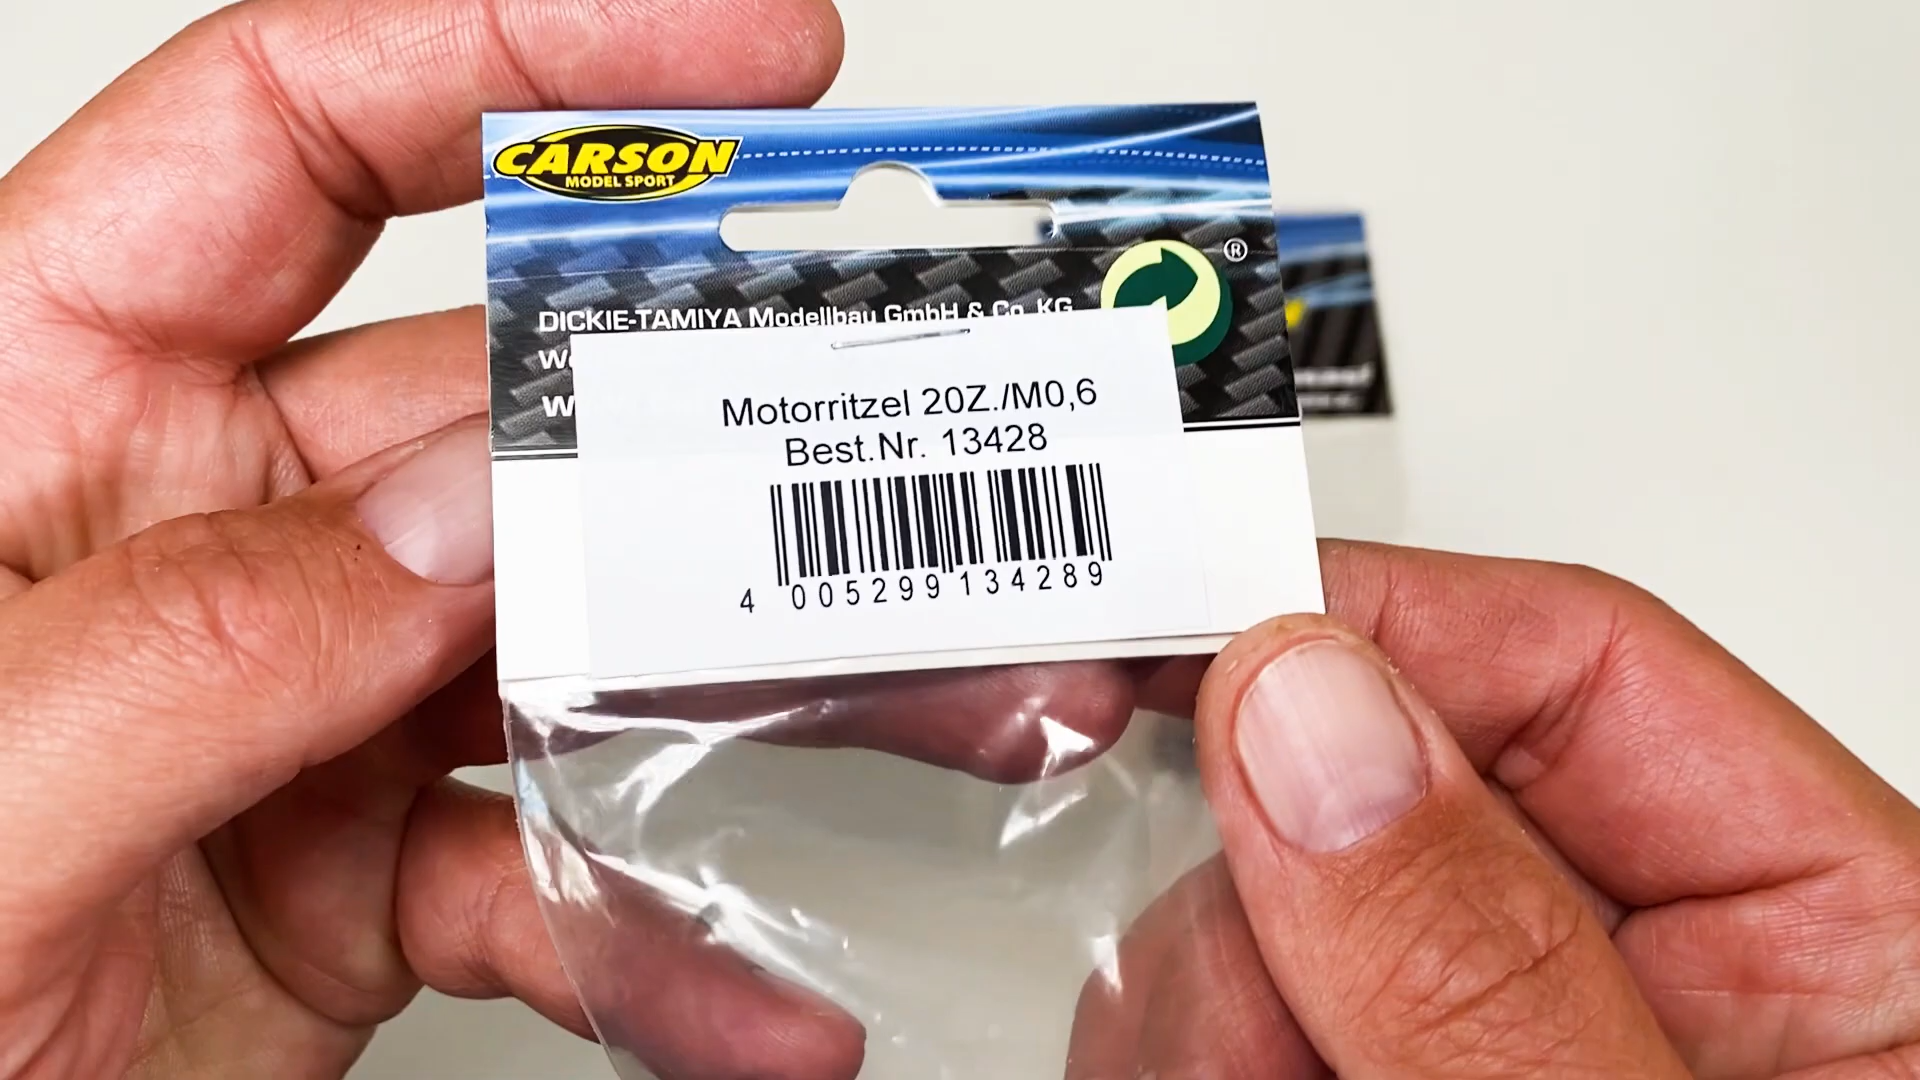 CARSON
MODEL SPORT
®
DICKIE-TAMIYA Modellbau GmbH & Co. KG
Motorritzel 20Z./M0,6
Best.Nr. 13428
4 005299 134289